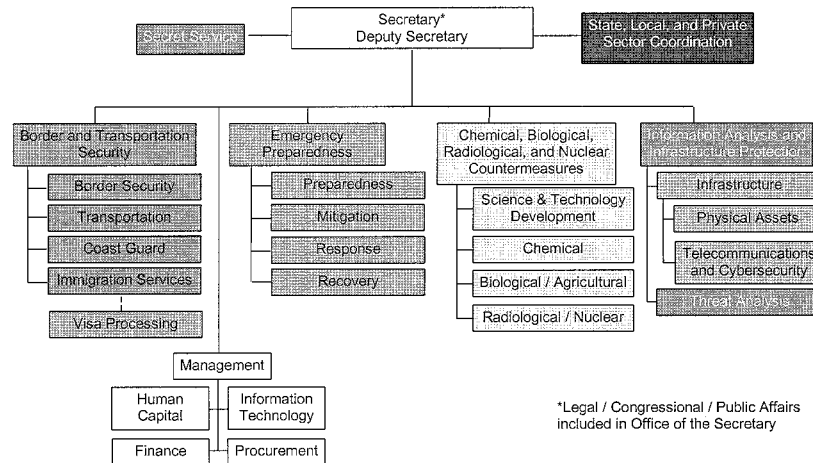 Secretary*
Deputy Secretary
Secret Service
State, Local, and Private
Sector Coordination
Border and Transportation
Security
Border Security
Transportation
Coast Guard
Immigration Services
Visa Processing
Emergency
Preparedness
Preparedness
Mitigation
Response
Recovery
Chemical, Biological,
Radiological, and Nuclear
Countermeasures
Science & Technology
Development
Chemical
Biological / Agricultural
Radiological / Nuclear
Information Analysis and
Infrastructure Protection
Infrastructure
Physical Assets
Telecommunications
and Cybersecurity
Threat Analysis
Management
Human
Capital
Information
Technology
Finance
Procurement
*Legal / Congressional / Public Affairs
included in Office of the Secretary